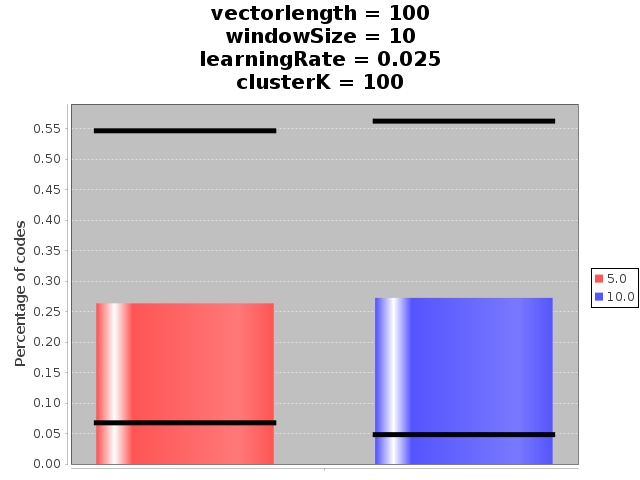 vectorlength = 100
windowSize = 10
learningRate = 0.025
clusterK = 100
Percentage of codes
0.55
0.50
0.45
0.40
0.35
0.30
0.25
0.20
0.15
0.10
0.05
0.00
5.0
10.0